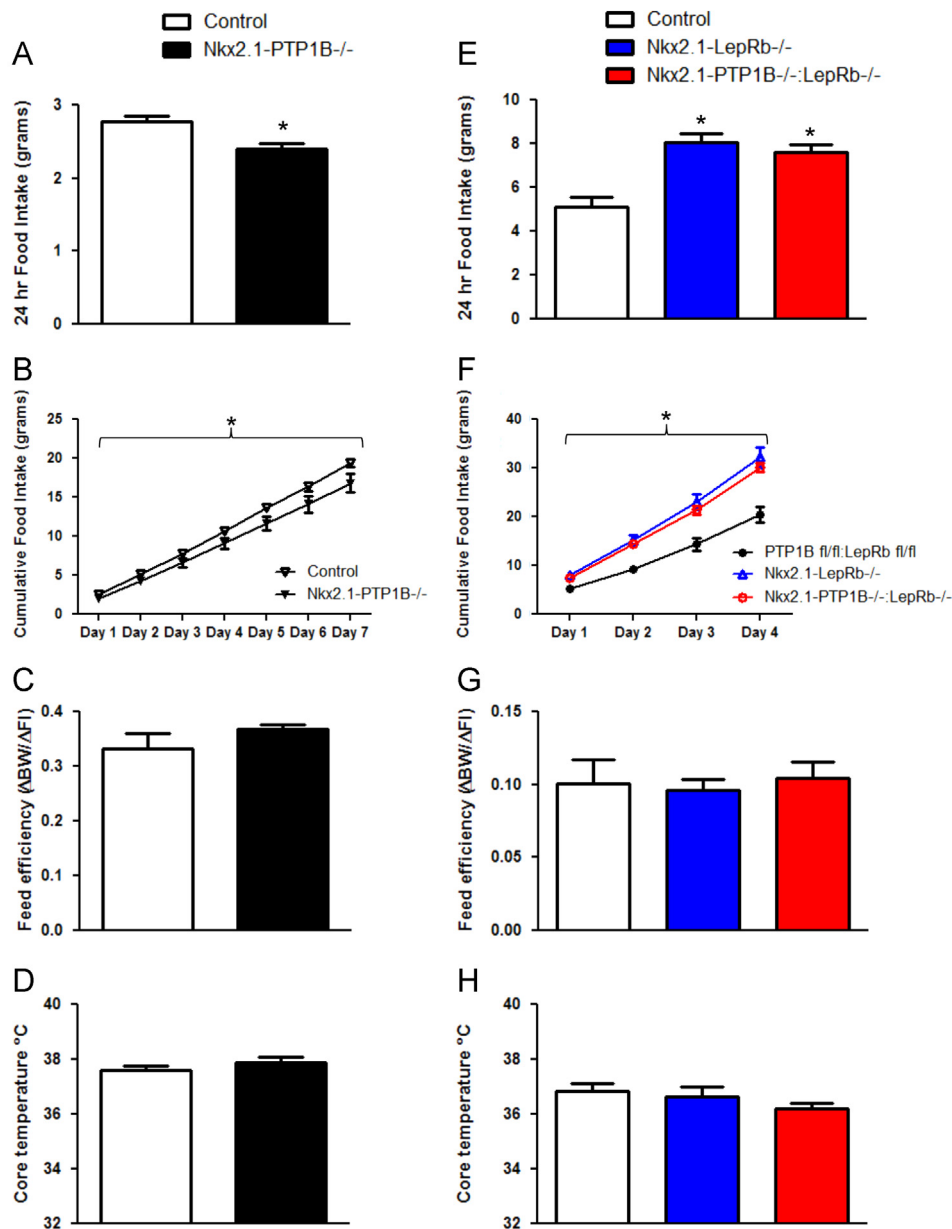 Control
Nkx2.1-PTP1B-/-
A
24 hr Food Intake (grams)
3
2
1
0
*
B
Cumulative Food Intake (grams)
25
20
15
10
5
0
*
Control
Nkx2.1-PTP1B-/-
Day 1 Day 2 Day 3 Day 4 Day 5 Day 6 Day 7
C
Feed efficiency (ΔBW/ΔFI)
0.4
0.3
0.2
0.1
0.0
D
Core temperature °C
40
38
36
34
32
Control
Nkx2.1-LepRb-/-
Nkx2.1-PTP1B-/-:LepRb-/-
E
24 hr Food Intake (grams)
10
8
6
4
2
0
* *
F
Cumulative Food Intake (grams)
40
30
20
10
0
*
PTP1B fl/fl:LepRb fl/fl
Nkx2.1-LepRb-/-
Nkx2.1-PTP1B-/-:LepRb-/-
Day 1 Day 2 Day 3 Day 4
G
Feed efficiency (ΔBW/ΔFI)
0.15
0.10
0.05
0.00
H
Core temperature °C
40
38
36
34
32